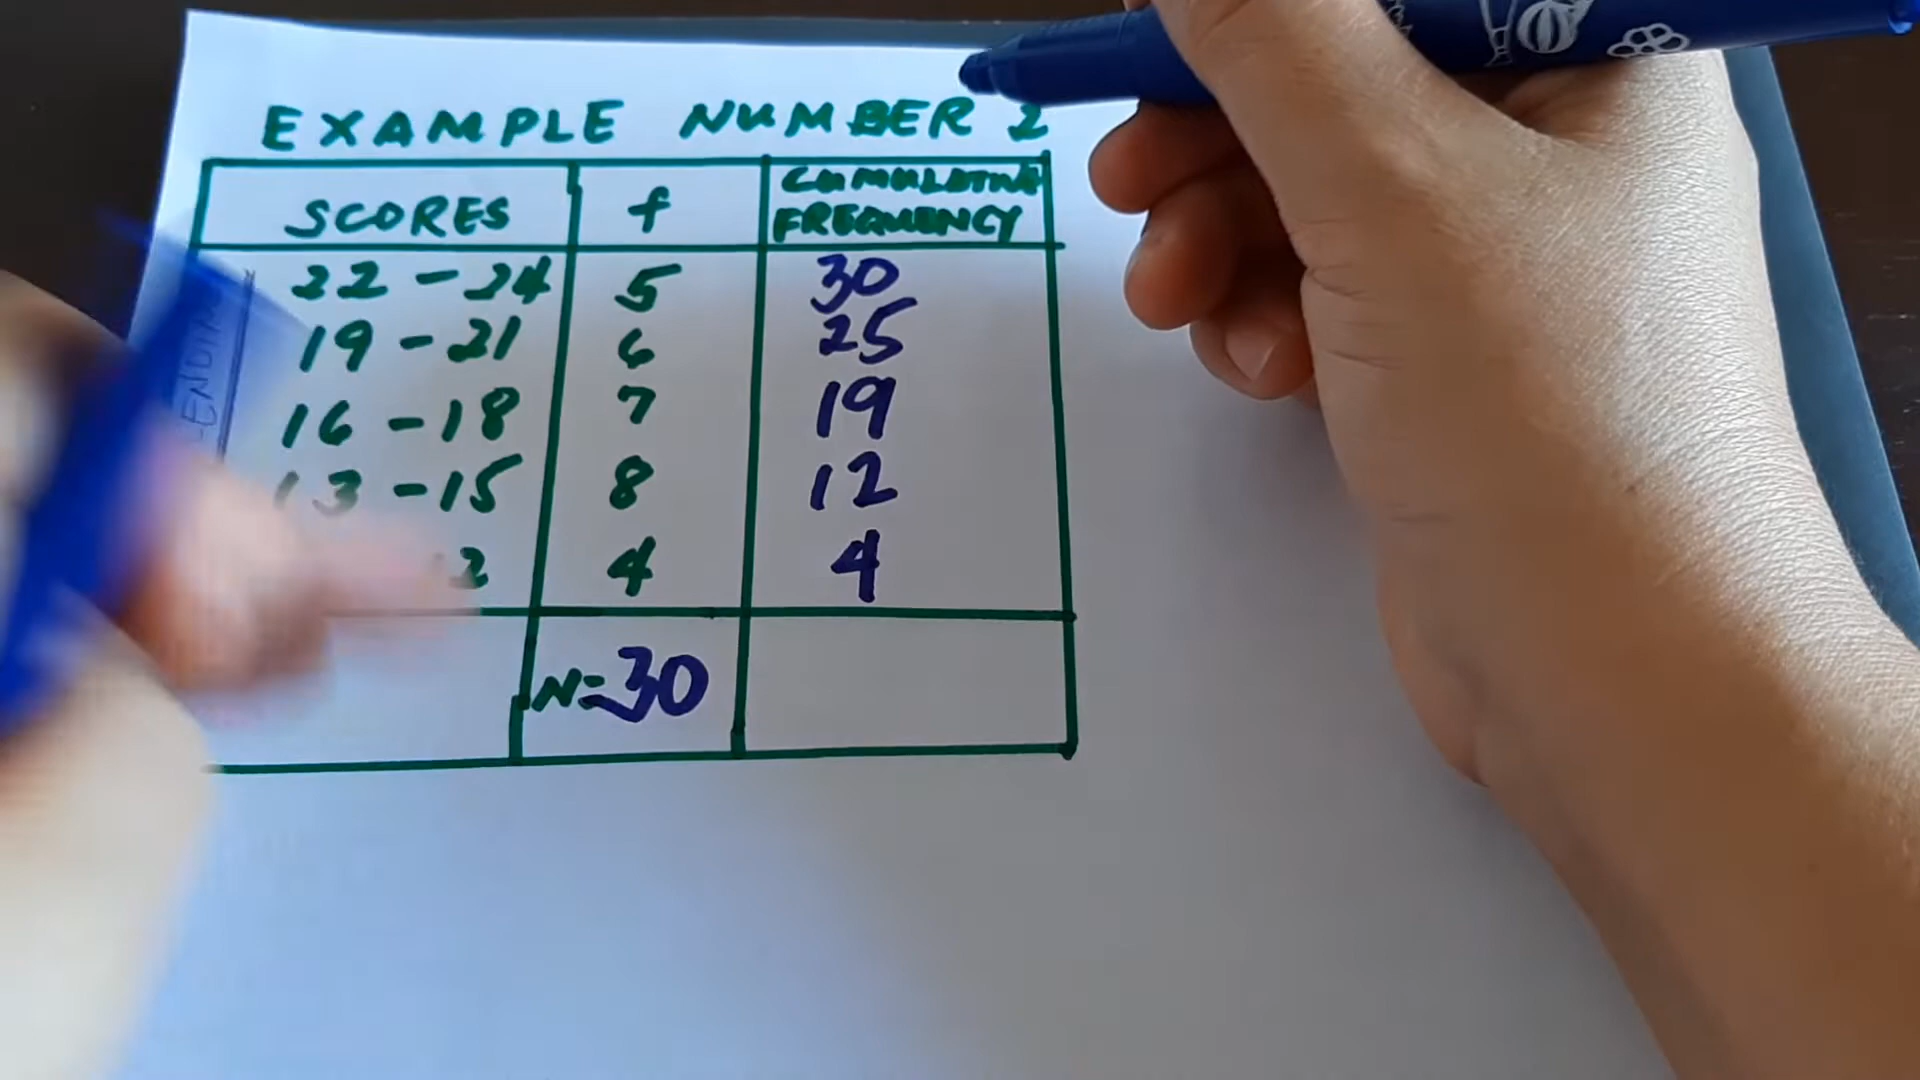 EXAMPLE NUMBER 2
SCORES f CUMULATIVE FREQUENCY
22 - 24 5 30
19 - 21 6 25
16 - 18 7 19
13 - 15 8 12
4 4
N=30